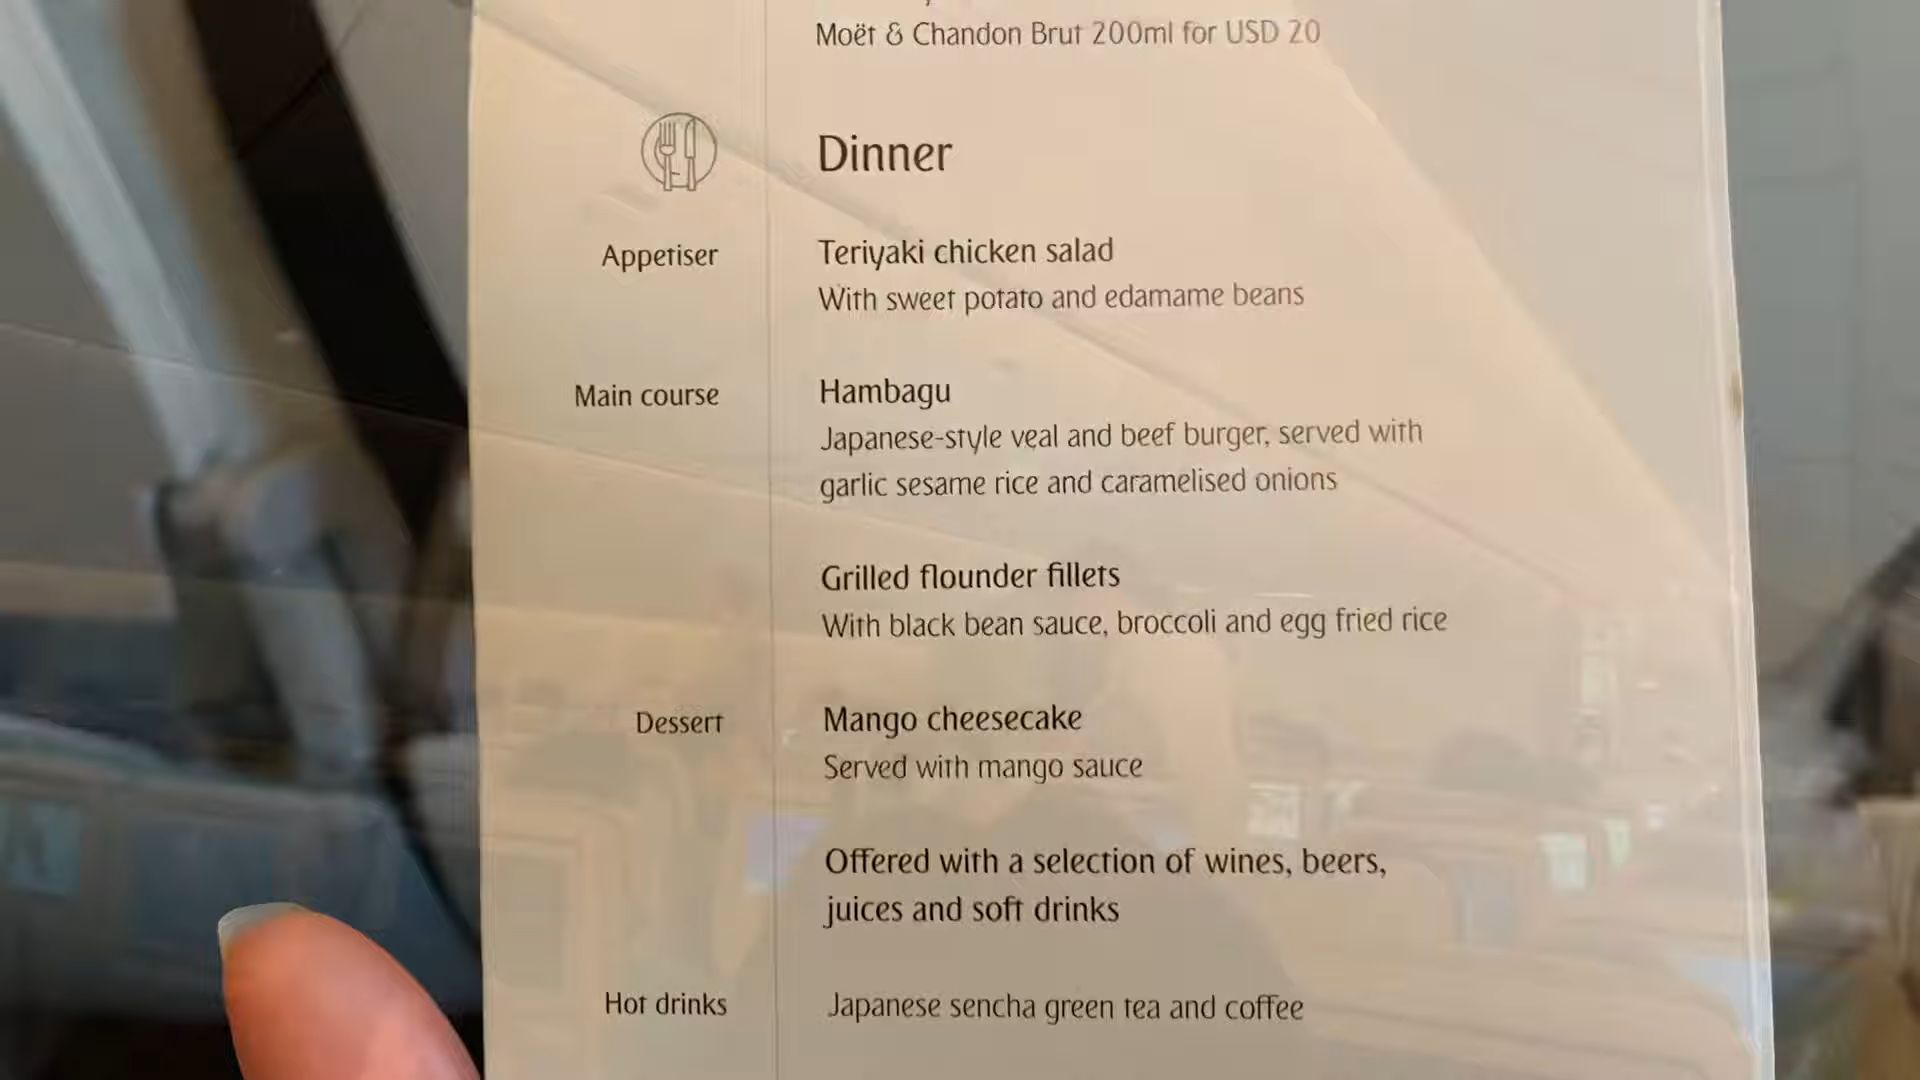 Moët & Chandon Brut 200ml for USD 20
Dinner
Appetiser
Teriyaki chicken salad
With sweet potato and edamame beans
Main course
Hambagu
Japanese-style veal and beef burger, served with
garlic sesame rice and caramelised onions
Grilled flounder fillets
With black bean sauce, broccoli and egg fried rice
Dessert
Mango cheesecake
Served with mango sauce
Offered with a selection of wines, beers,
juices and soft drinks
Hot drinks
Japanese sencha green tea and coffee